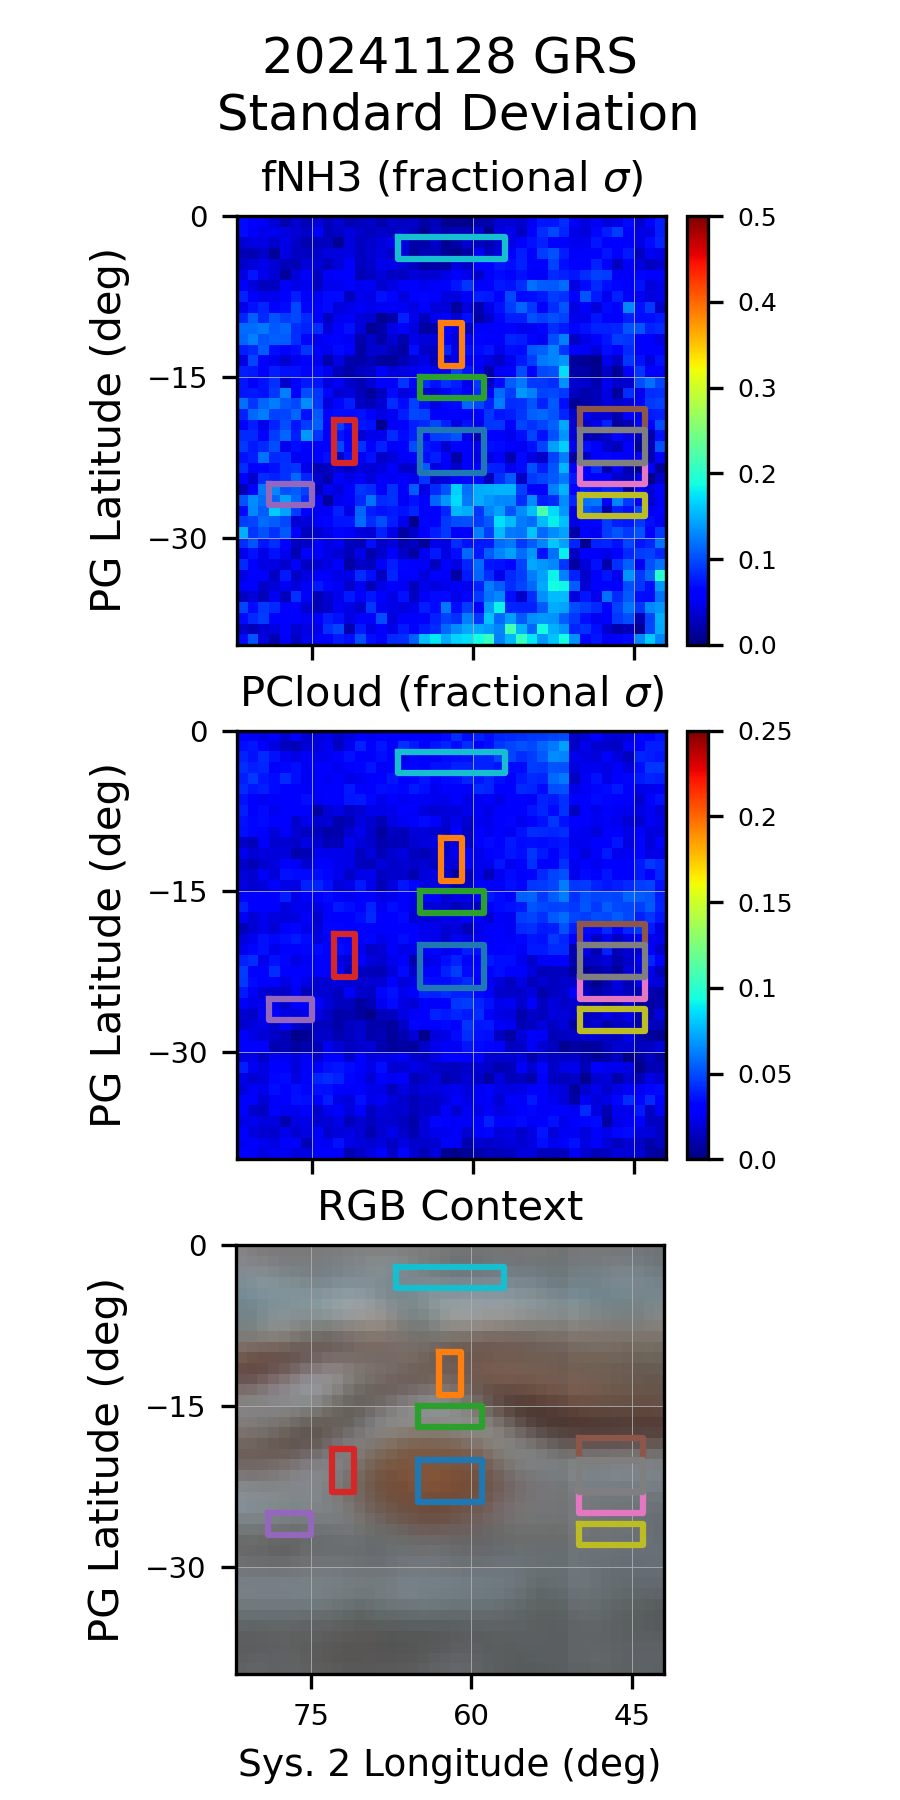 20241128 GRS
Standard Deviation
fNH3 (fractional σ)
0
−15
−30
PG Latitude (deg)
0.5
0.4
0.3
0.2
0.1
0.0
PCloud (fractional σ)
0
−15
−30
PG Latitude (deg)
0.25
0.2
0.15
0.1
0.05
0.0
RGB Context
0
−15
−30
PG Latitude (deg)
75 60 45
Sys. 2 Longitude (deg)